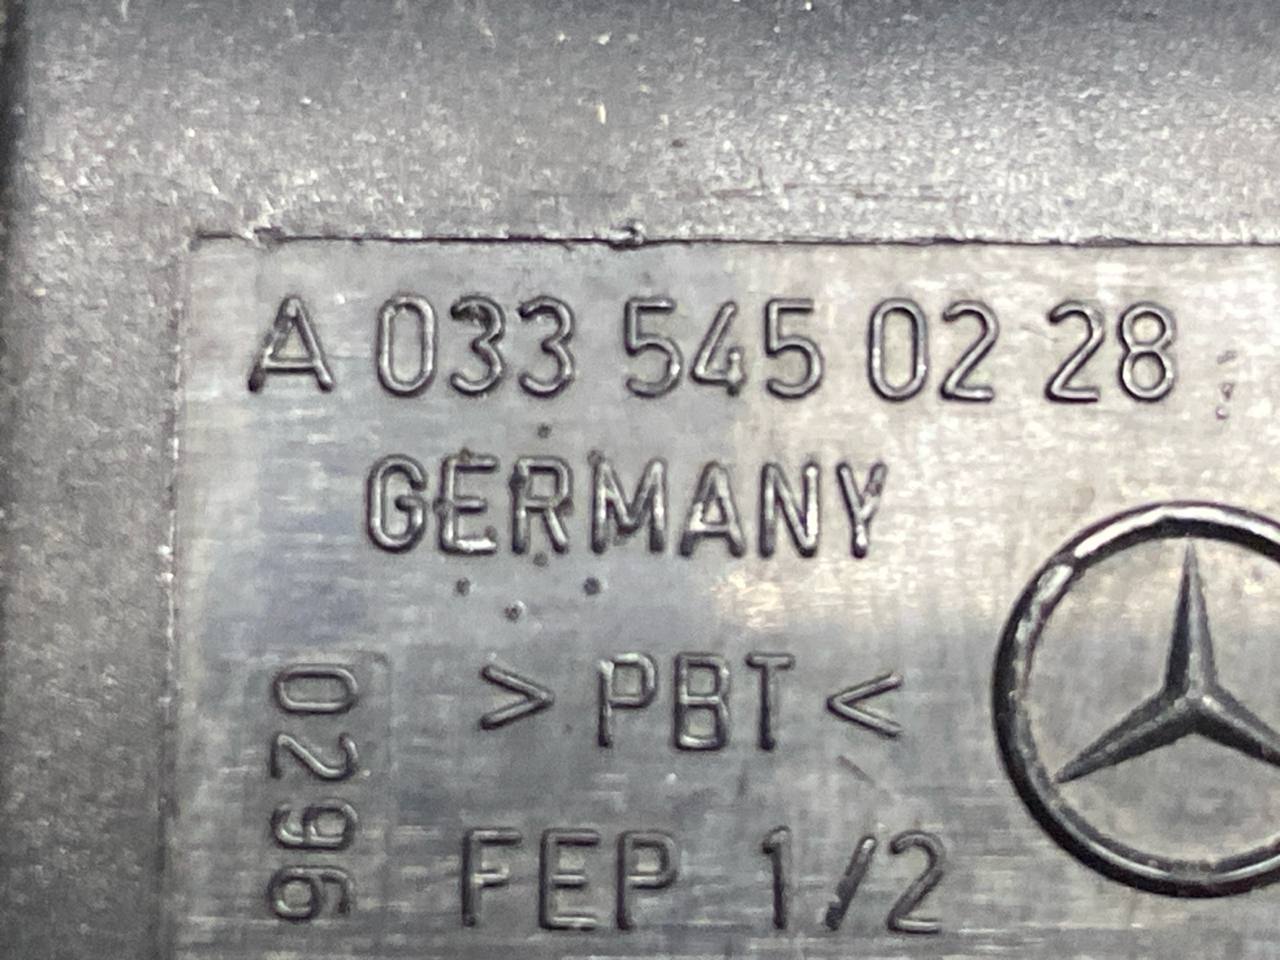 A 033 545 02 28
GERMANY
> PBT <
0296
FEP 1/2